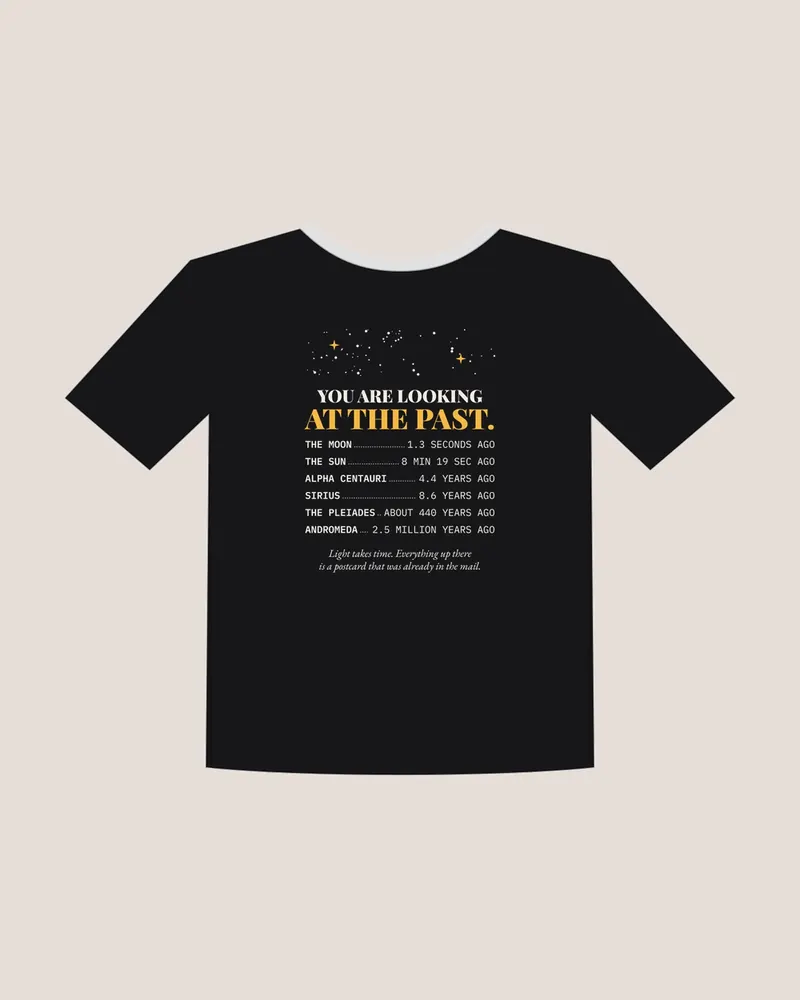 YOU ARE LOOKING
AT THE PAST.
THE MOON 1.3 SECONDS AGO
THE SUN 8 MIN 19 SEC AGO
ALPHA CENTAURI 4.4 YEARS AGO
SIRIUS 8.6 YEARS AGO
THE PLEIADES ABOUT 440 YEARS AGO
ANDROMEDA 2.5 MILLION YEARS AGO
Light takes time. Everything up there
is a postcard that was already in the mail.